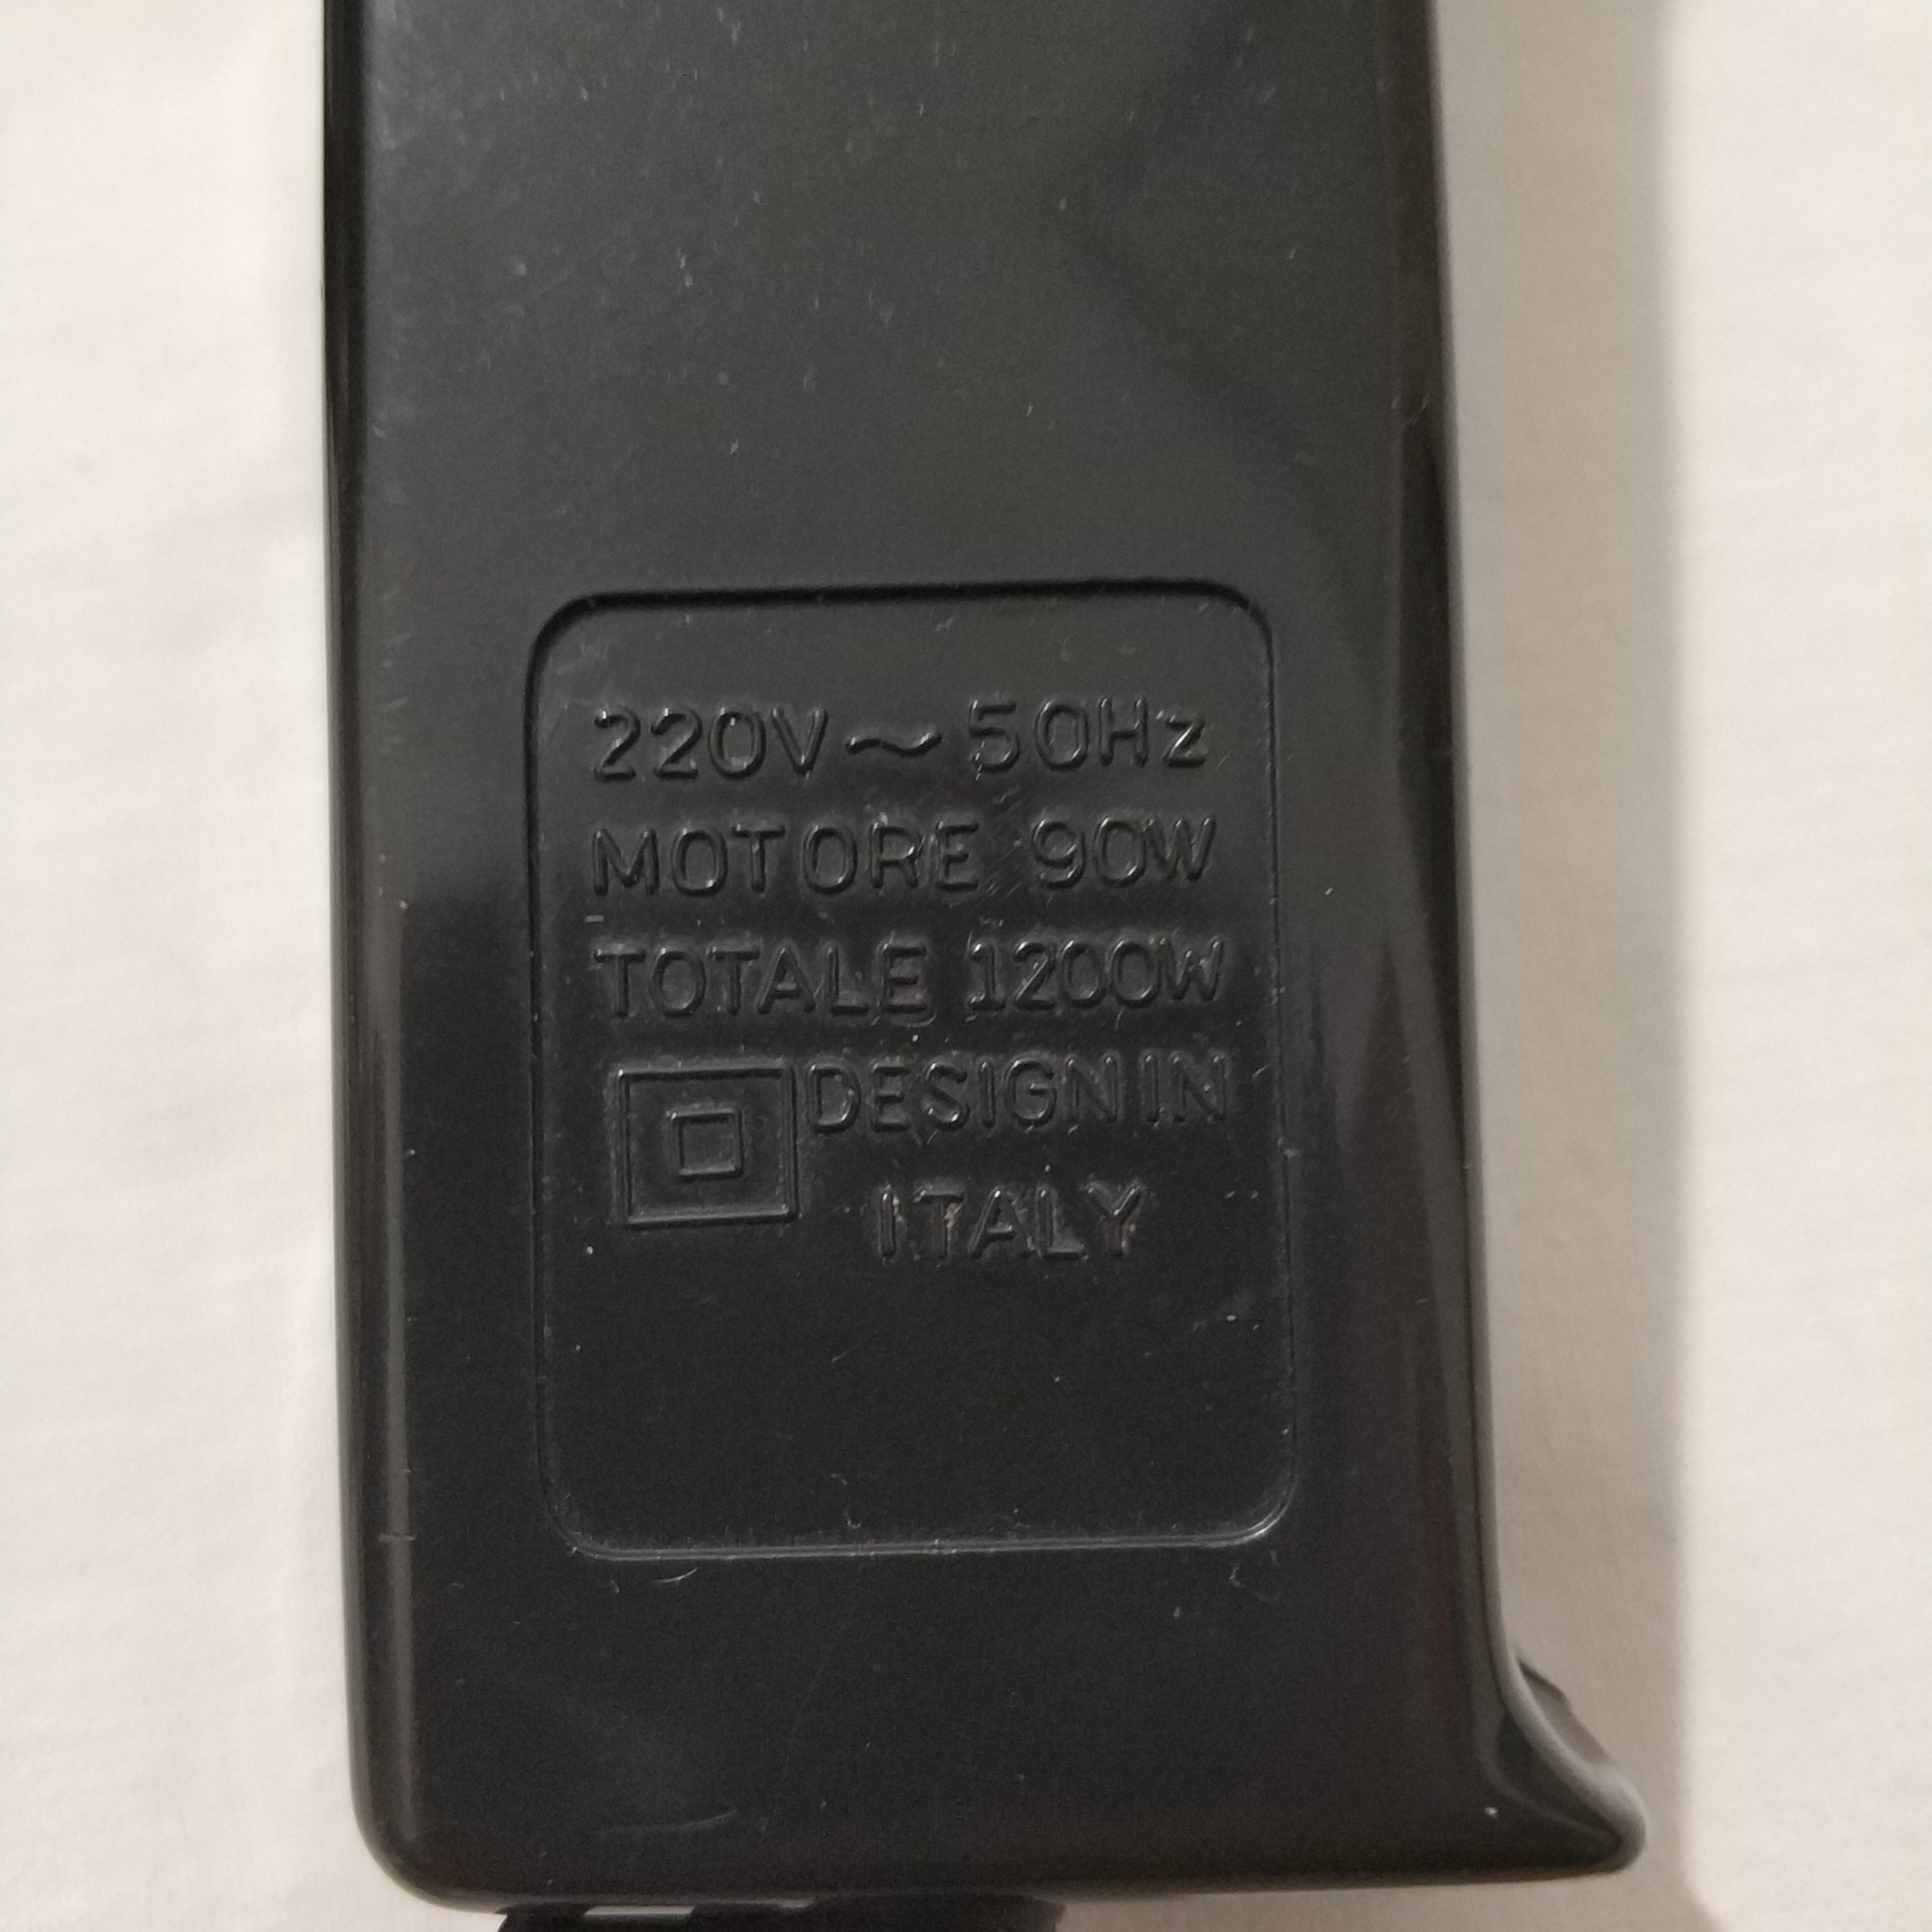 220V~50Hz
MOTORE 90W
TOTALE 1200W
DESIGN IN
ITALY